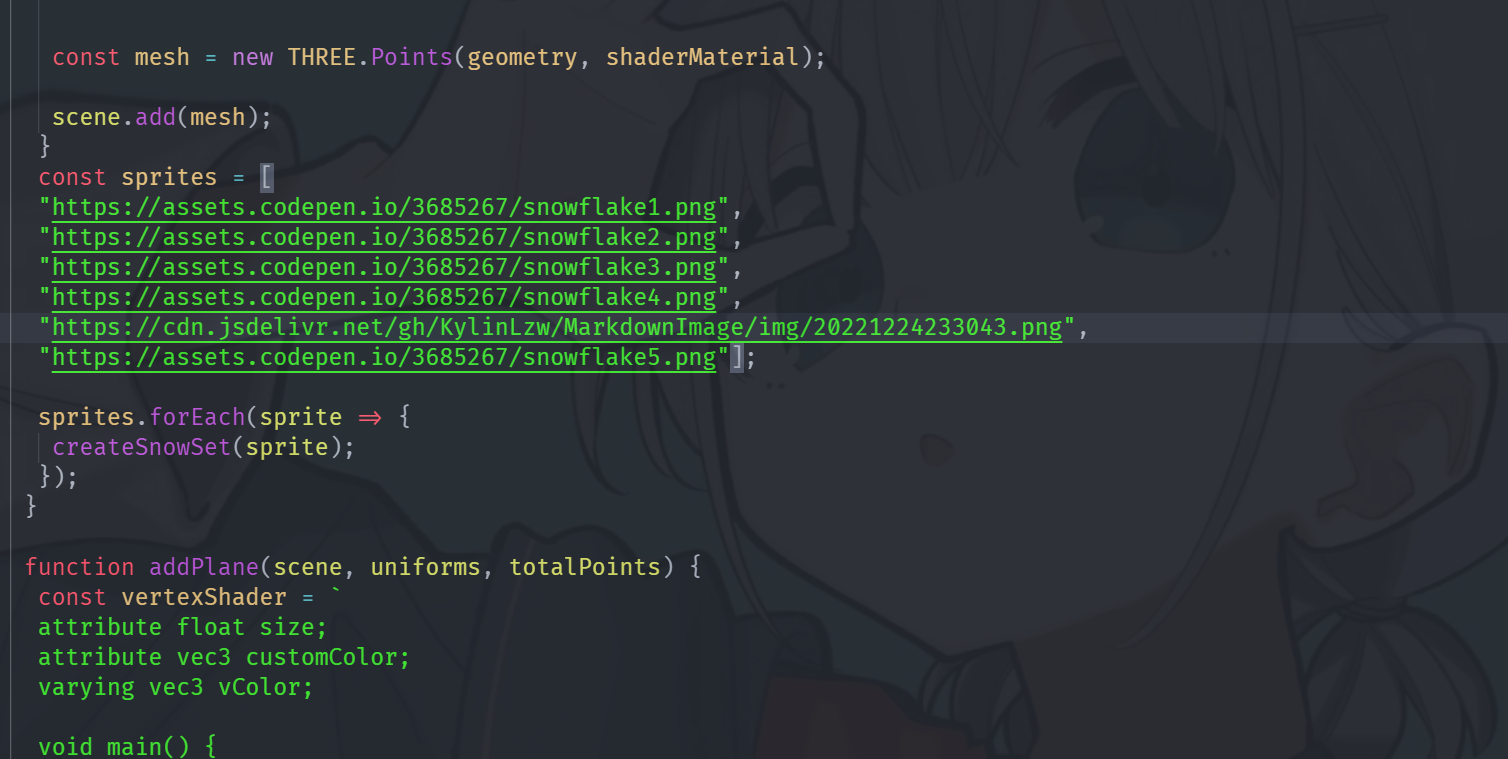 const mesh = new THREE.Points(geometry, shaderMaterial);
scene.add(mesh);
}
const sprites = [
"https://assets.codepen.io/3685267/snowflake1.png",
"https://assets.codepen.io/3685267/snowflake2.png",
"https://assets.codepen.io/3685267/snowflake3.png",
"https://assets.codepen.io/3685267/snowflake4.png",
"https://cdn.jsdelivr.net/gh/KylinLzw/MarkdownImage/img/20221224233043.png",
"https://assets.codepen.io/3685267/snowflake5.png"];
sprites.forEach(sprite => {
createSnowSet(sprite);
});
}
function addPlane(scene, uniforms, totalPoints) {
const vertexShader = `
attribute float size;
attribute vec3 customColor;
varying vec3 vColor;
void main() {